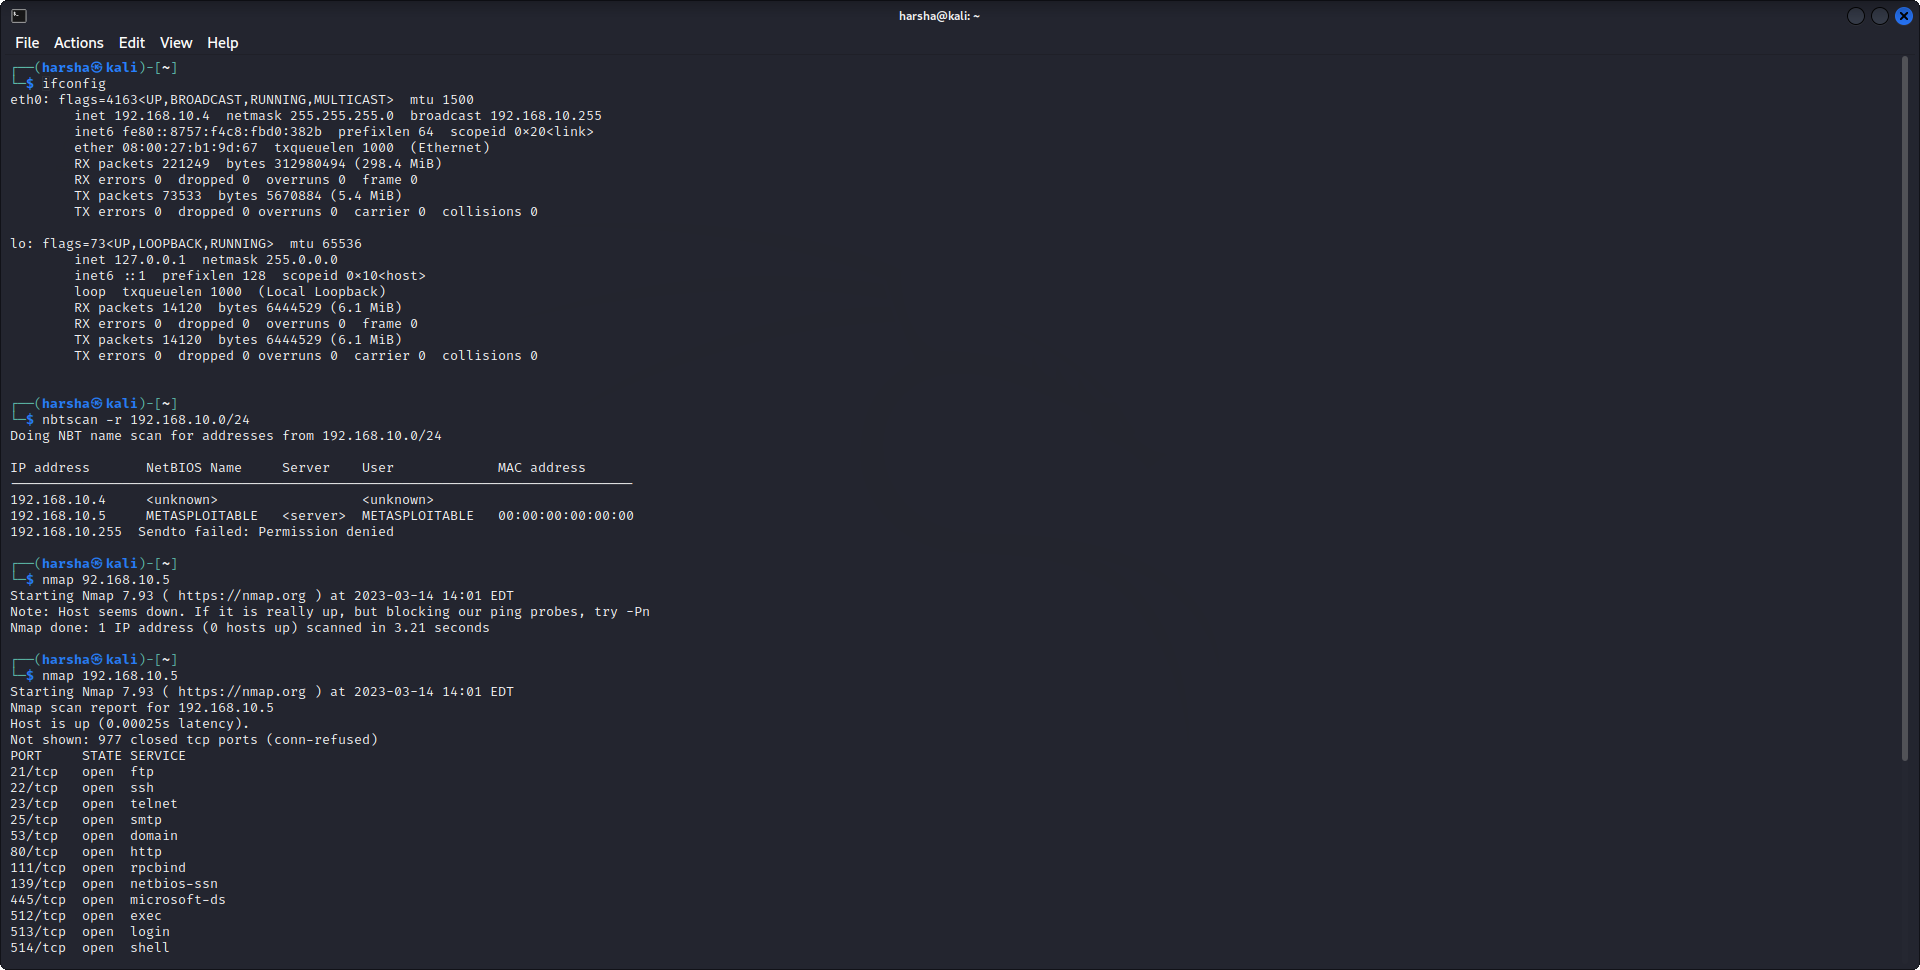 harsha@kali: ~
File Actions Edit View Help
┌──(harsha㉿kali)-[~]
└─$ ifconfig
eth0: flags=4163<UP,BROADCAST,RUNNING,MULTICAST>  mtu 1500
        inet 192.168.10.4  netmask 255.255.255.0  broadcast 192.168.10.255
        inet6 fe80::8757:f4c8:fbd0:382b  prefixlen 64  scopeid 0×20<link>
        ether 08:00:27:b1:9d:67  txqueuelen 1000  (Ethernet)
        RX packets 221249  bytes 312980494 (298.4 MiB)
        RX errors 0  dropped 0  overruns 0  frame 0
        TX packets 73533  bytes 5670884 (5.4 MiB)
        TX errors 0  dropped 0 overruns 0  carrier 0  collisions 0
lo: flags=73<UP,LOOPBACK,RUNNING>  mtu 65536
        inet 127.0.0.1  netmask 255.0.0.0
        inet6 ::1  prefixlen 128  scopeid 0×10<host>
        loop  txqueuelen 1000  (Local Loopback)
        RX packets 14120  bytes 6444529 (6.1 MiB)
        RX errors 0  dropped 0  overruns 0  frame 0
        TX packets 14120  bytes 6444529 (6.1 MiB)
        TX errors 0  dropped 0 overruns 0  carrier 0  collisions 0
┌──(harsha㉿kali)-[~]
└─$ nbtscan -r 192.168.10.0/24
Doing NBT name scan for addresses from 192.168.10.0/24
IP address       NetBIOS Name     Server    User             MAC address
192.168.10.4     <unknown>                  <unknown>
192.168.10.5     METASPLOITABLE   <server>  METASPLOITABLE   00:00:00:00:00:00
192.168.10.255  Sendto failed: Permission denied
┌──(harsha㉿kali)-[~]
└─$ nmap 92.168.10.5
Starting Nmap 7.93 ( https://nmap.org ) at 2023-03-14 14:01 EDT
Note: Host seems down. If it is really up, but blocking our ping probes, try -Pn
Nmap done: 1 IP address (0 hosts up) scanned in 3.21 seconds
┌──(harsha㉿kali)-[~]
└─$ nmap 192.168.10.5
Starting Nmap 7.93 ( https://nmap.org ) at 2023-03-14 14:01 EDT
Nmap scan report for 192.168.10.5
Host is up (0.00025s latency).
Not shown: 977 closed tcp ports (conn-refused)
PORT     STATE SERVICE
21/tcp   open  ftp
22/tcp   open  ssh
23/tcp   open  telnet
25/tcp   open  smtp
53/tcp   open  domain
80/tcp   open  http
111/tcp  open  rpcbind
139/tcp  open  netbios-ssn
445/tcp  open  microsoft-ds
512/tcp  open  exec
513/tcp  open  login
514/tcp  open  shell